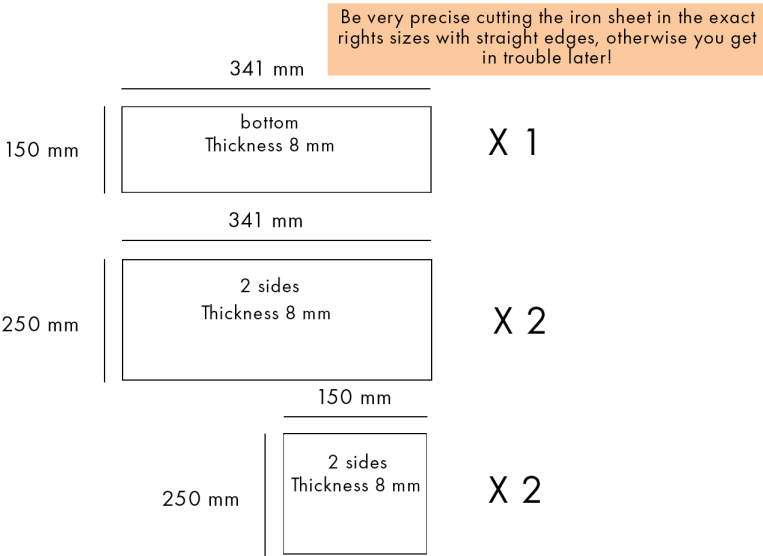 Be very precise cutting the iron sheet in the exact
rights sizes with straight edges, otherwise you get
in trouble later!
341 mm
bottom
Thickness 8 mm
150 mm
X 1
341 mm
2 sides
Thickness 8 mm
250 mm
X 2
150 mm
2 sides
Thickness 8 mm
250 mm
X 2